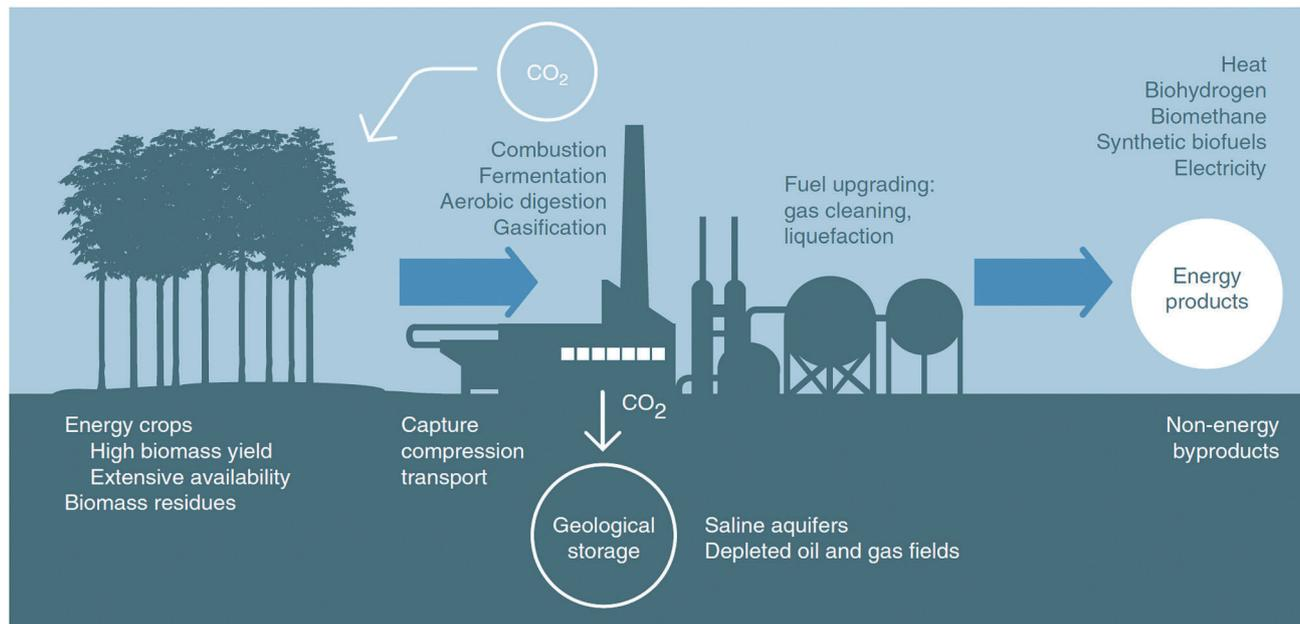 CO₂
Heat
Biohydrogen
Biomethane
Synthetic biofuels
Electricity
Combustion
Fermentation
Aerobic digestion
Gasification
Fuel upgrading:
gas cleaning,
liquefaction
Energy
products
CO₂
Energy crops
High biomass yield
Extensive availability
Biomass residues
Capture
compression
transport
Non-energy
byproducts
Geological
storage
Saline aquifers
Depleted oil and gas fields